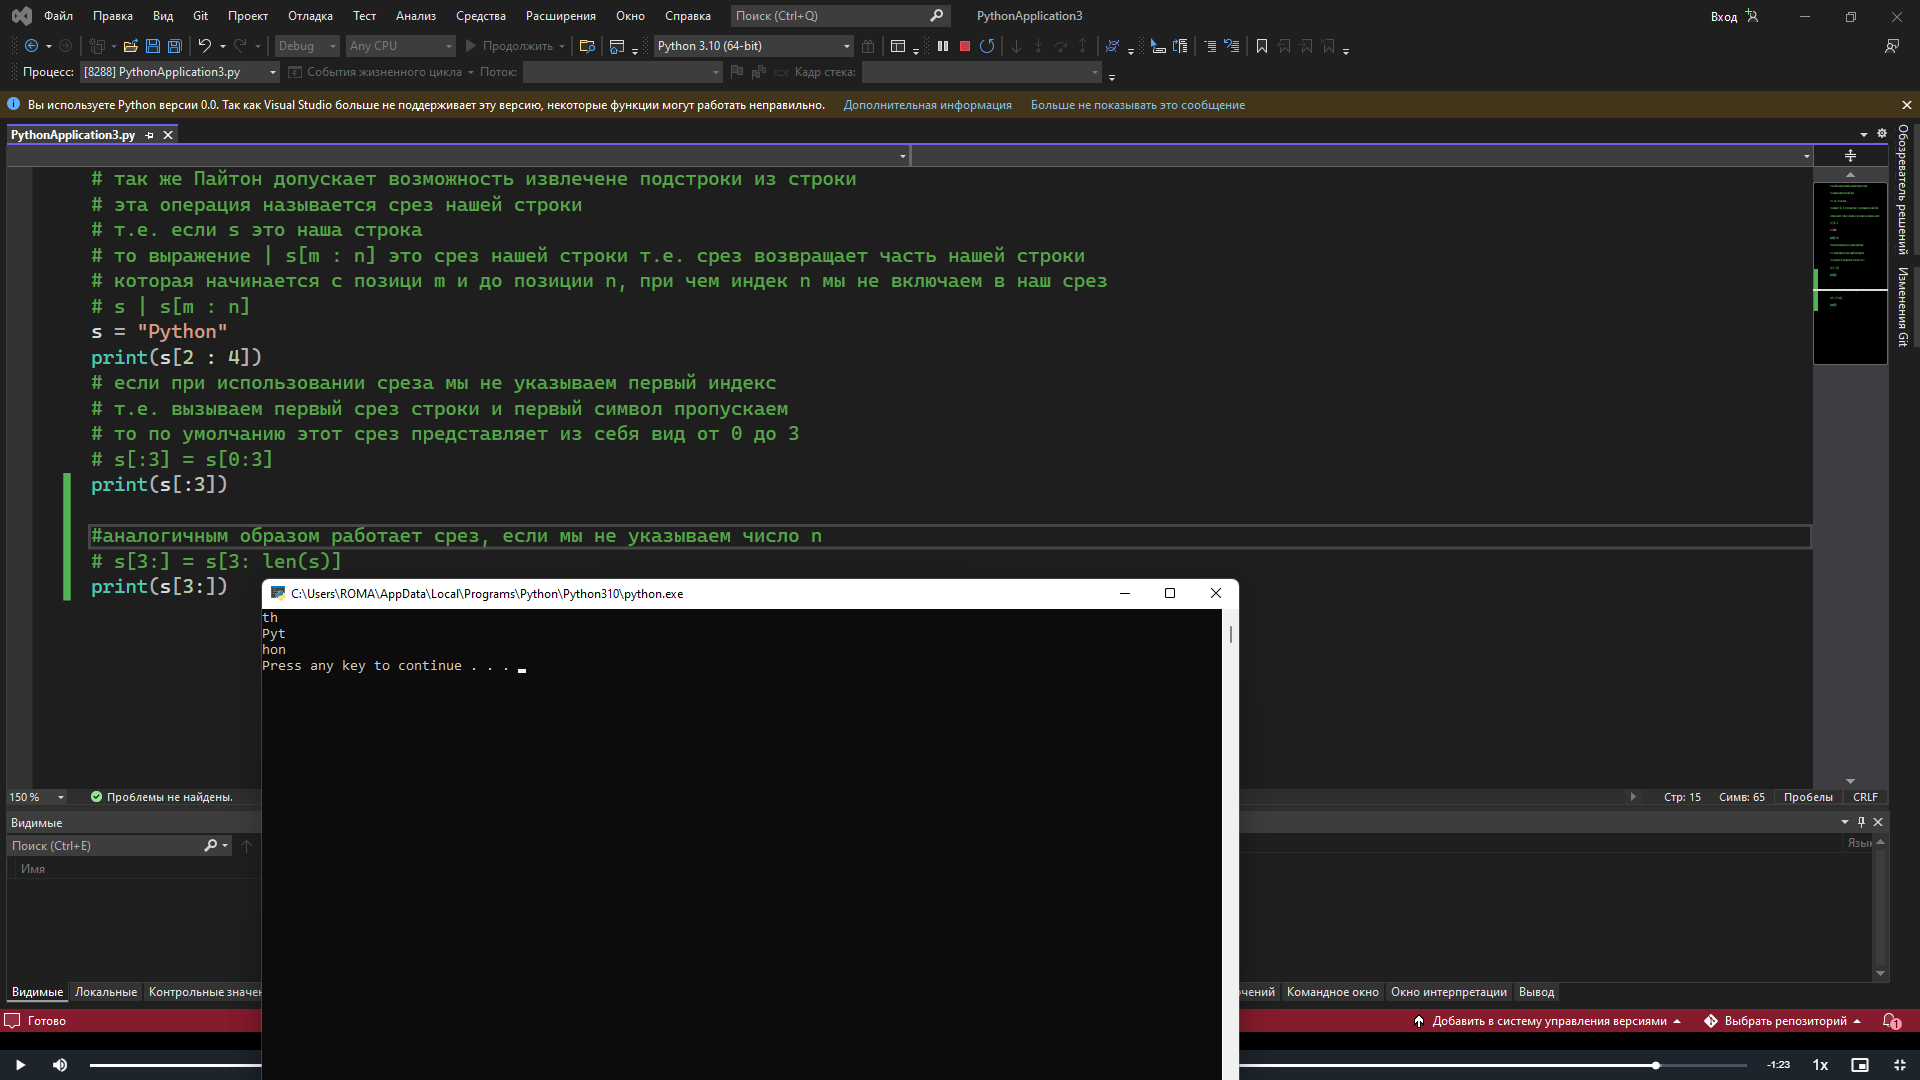 Файл Правка Вид Git Проект Отладка Тест Анализ Средства Расширения Окно Справка Поиск (Ctrl+Q) PythonApplication3 Вход
Debug Any CPU Продолжить Python 3.10 (64-bit)
Процесс: [8288] PythonApplication3.py События жизненного цикла Поток: Кадр стека:
Вы используете Python версии 0.0. Так как Visual Studio больше не поддерживает эту версию, некоторые функции могут работать неправильно. Дополнительная информация Больше не показывать это сообщение
PythonApplication3.py
Обозреватель решений
Изменения Git
# так же Пайтон допускает возможность извлечене подстроки из строки
# эта операция называется срез нашей строки
# т.е. если s это наша строка
# то выражение | s[m : n] это срез нашей строки т.е. срез возвращает часть нашей строки
# которая начинается с позици m и до позиции n, при чем индек n мы не включаем в наш срез
# s | s[m : n]
s = "Python"
print(s[2 : 4])
# если при использовании среза мы не указываем первый индекс
# т.е. вызываем первый срез строки и первый символ пропускаем
# то по умолчанию этот срез представляет из себя вид от 0 до 3
# s[:3] = s[0:3]
print(s[:3])
#аналогичным образом работает срез, если мы не указываем число n
# s[3:] = s[3: len(s)]
print(s[3:])
C:\Users\ROMA\AppData\Local\Programs\Python\Python310\python.exe
th
Pyt
hon
Press any key to continue . . .
150 % Проблемы не найдены. Стр: 15 Симв: 65 Пробелы CRLF
Видимые
Поиск (Ctrl+E)
Имя
Видимые Локальные Командное окно Окно интерпретации Вывод
Готово Добавить в систему управления версиями Выбрать репозиторий 1
-1:23 1x